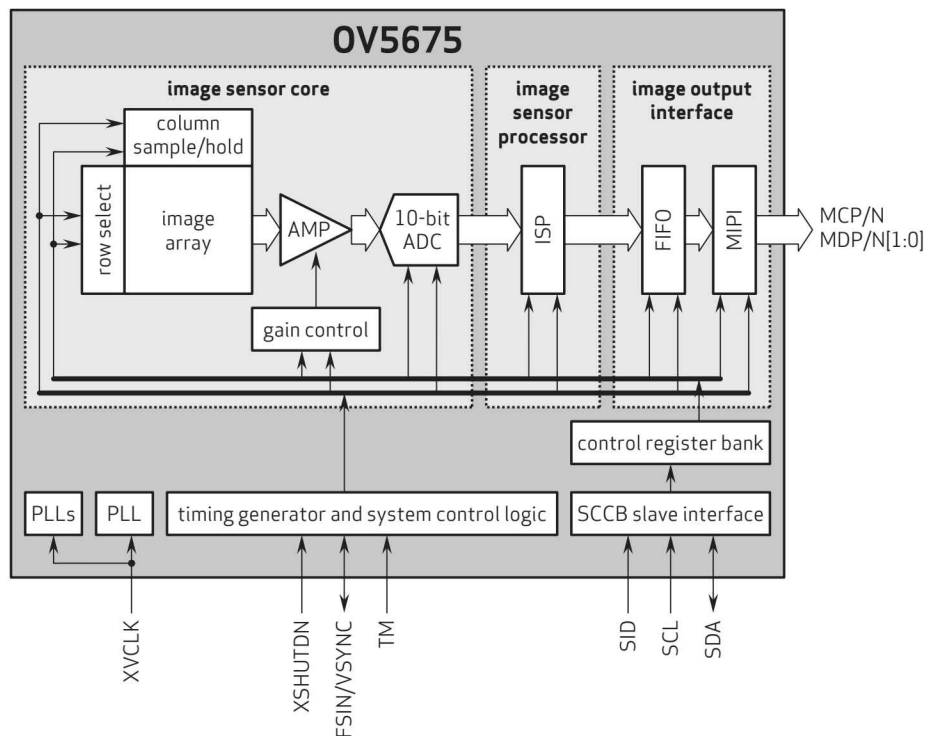 OV5675
image sensor core
image
sensor
processor
image output
interface
column
sample/hold
row select
image
array
AMP
10-bit
ADC
ISP
FIFO
MIPI
MCP/N
MDP/N[1:0]
gain control
control register bank
PLLs
PLL
timing generator and system control logic
SCCB slave interface
XVCLK
XSHUTDN
FSIN/VSYNC
TM
SID
SCL
SDA